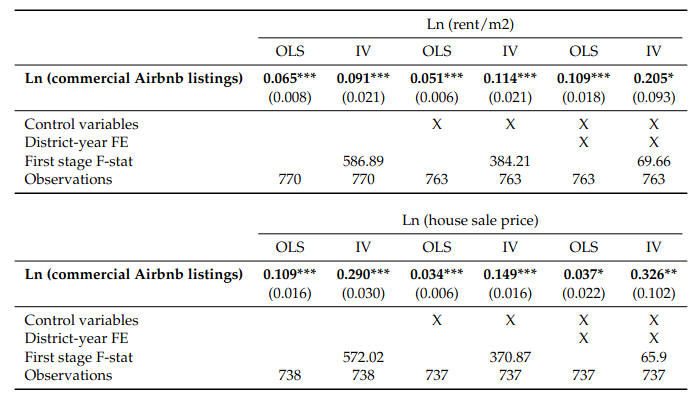 Ln (rent/m2)
OLS IV OLS IV OLS IV
Ln (commercial Airbnb listings) 0.065*** 0.091*** 0.051*** 0.114*** 0.109*** 0.205*
(0.008) (0.021) (0.006) (0.021) (0.018) (0.093)
Control variables X X X X
District-year FE X X
First stage F-stat 586.89 384.21 69.66
Observations 770 770 763 763 763 763
Ln (house sale price)
OLS IV OLS IV OLS IV
Ln (commercial Airbnb listings) 0.109*** 0.290*** 0.034*** 0.149*** 0.037* 0.326**
(0.016) (0.030) (0.006) (0.016) (0.022) (0.102)
Control variables X X X X
District-year FE X X
First stage F-stat 572.02 370.87 65.9
Observations 738 738 737 737 737 737